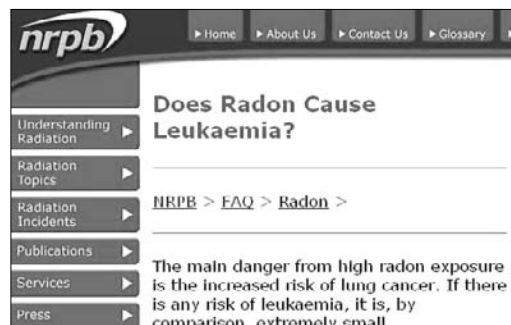 nrpb
Home
About Us
Contact Us
Glossary
Does Radon Cause
Leukaemia?
Understanding
Radiation
Radiation
Topics
Radiation
Incidents
Publications
Services
Press
NRPB > FAQ > Radon >
The main danger from high radon exposure
is the increased risk of lung cancer. If there
is any risk of leukaemia, it is, by
comparison, extremely small